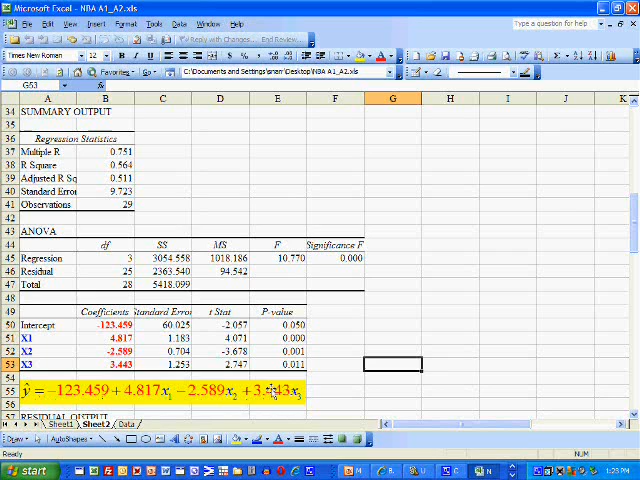 Microsoft Excel - NBA A1_A2.xls
File Edit View Insert Format Tools Data Window Help Type a question for help
Reply with Changes... End Review...
Times New Roman 12 B I U $ %
Favorites Go C:\Documents and Settings\snarr\Desktop\NBA A1_A2.xls
G53
A B C D E F G H I J K
34 SUMMARY OUTPUT
35
36 Regression Statistics
37 Multiple R 0.751
38 R Square 0.564
39 Adjusted R Sq 0.511
40 Standard Error 9.723
41 Observations 29
42
43 ANOVA
44 df SS MS F Significance F
45 Regression 3 3054.558 1018.186 10.770 0.000
46 Residual 25 2363.540 94.542
47 Total 28 5418.099
48
49 Coefficients Standard Error t Stat P-value
50 Intercept -123.459 60.025 -2.057 0.050
51 X1 4.817 1.183 4.071 0.000
52 X2 -2.589 0.704 -3.678 0.001
53 X3 3.443 1.253 2.747 0.011
54
55 ŷ = -123.459 + 4.817x₁ - 2.589x₂ + 3.443x₃
56
RESIDUAL OUTPUT
Sheet1 Sheet2 Data
Draw AutoShapes
Ready NUM
start 1:23 PM